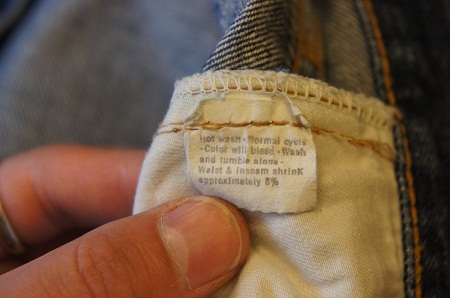 Hot wash-Normal cycle
-Color will bleed-Wash
and tumble alone-
Waist & inseam shrink
approximately 8%